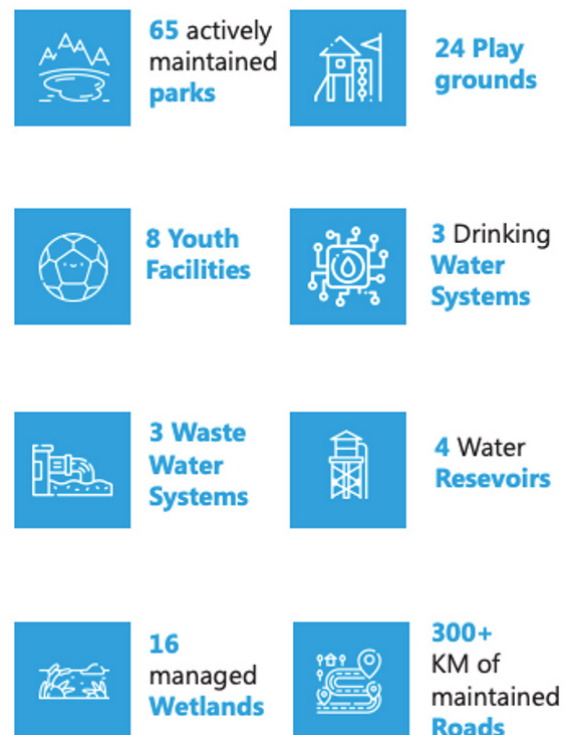 65 actively
maintained
parks
24 Play
grounds
8 Youth
Facilities
3 Drinking
Water
Systems
3 Waste
Water
Systems
4 Water
Resevoirs
16
managed
Wetlands
300+
KM of
maintained
Roads